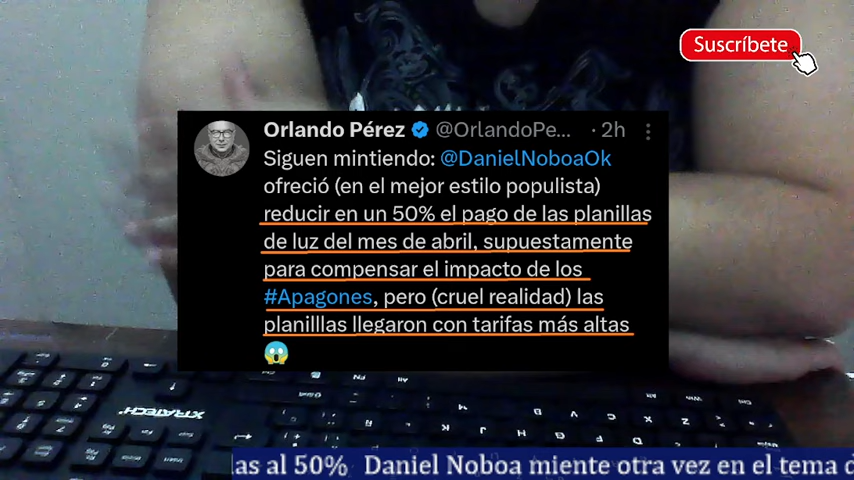 Suscríbete
Orlando Pérez @OrlandoPe... · 2h
Siguen mintiendo: @DanielNoboaOk
ofreció (en el mejor estilo populista)
reducir en un 50% el pago de las planillas
de luz del mes de abril, supuestamente
para compensar el impacto de los
#Apagones, pero (cruel realidad) las
planilllas llegaron con tarifas más altas
XTRATECH
las al 50% Daniel Noboa miente otra vez en el tema d